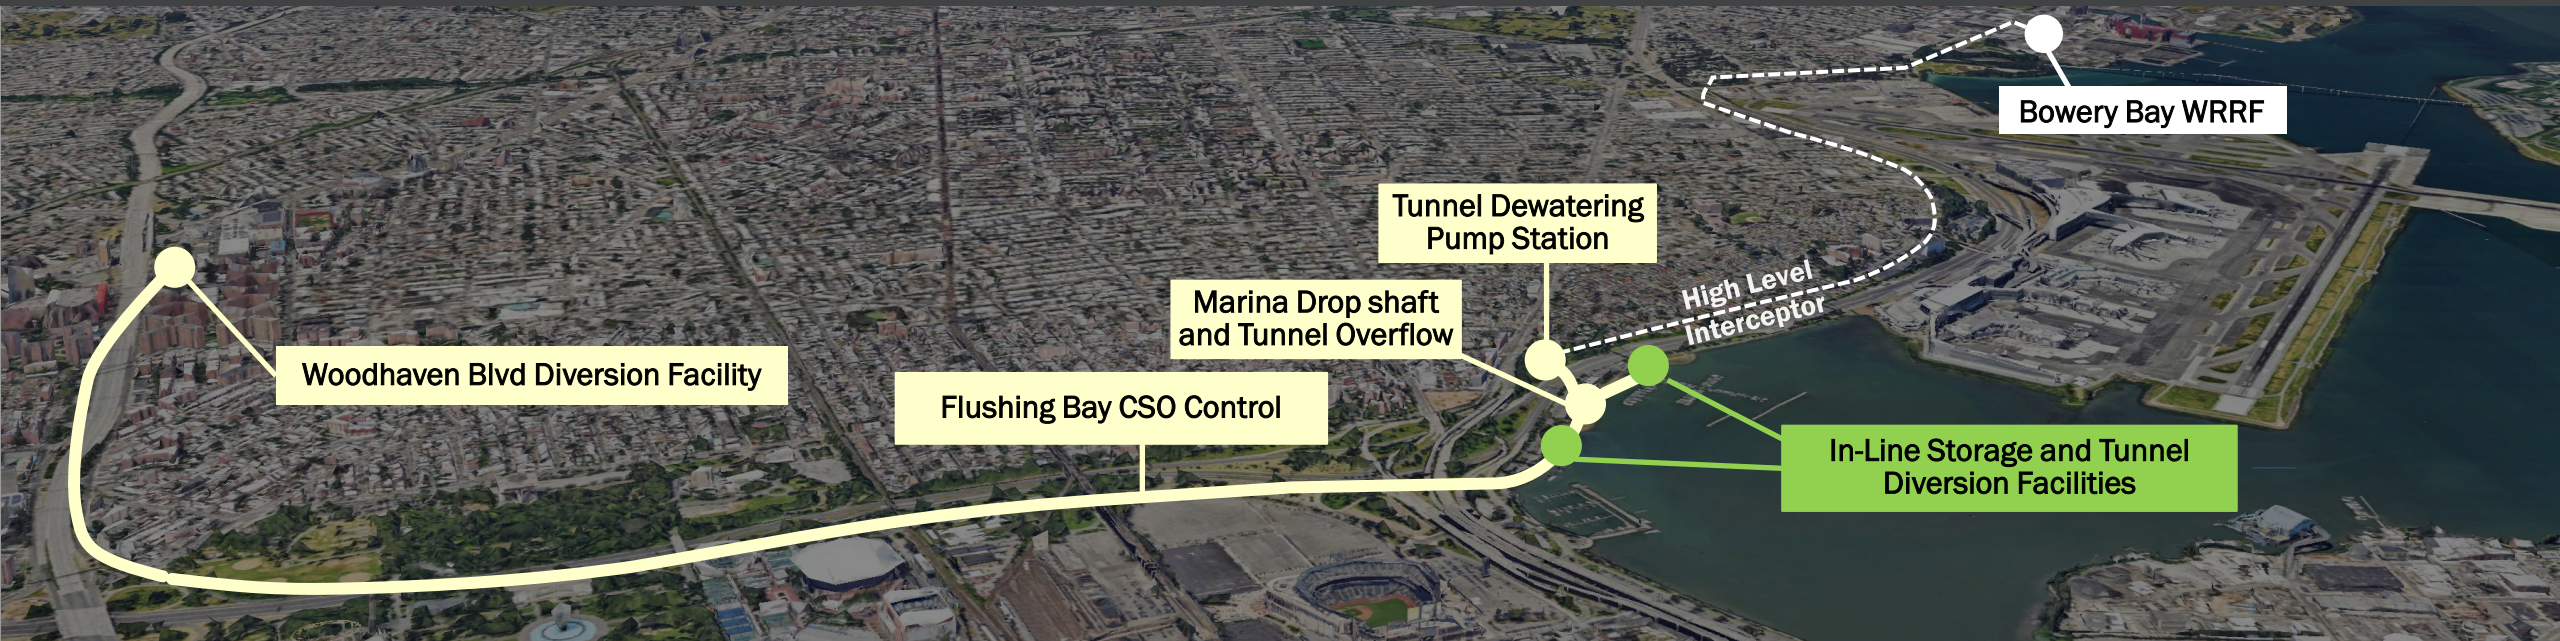 Bowery Bay WRRF
Tunnel Dewatering
Pump Station
High Level
Interceptor
Marina Drop shaft
and Tunnel Overflow
Woodhaven Blvd Diversion Facility
Flushing Bay CSO Control
In-Line Storage and Tunnel
Diversion Facilities